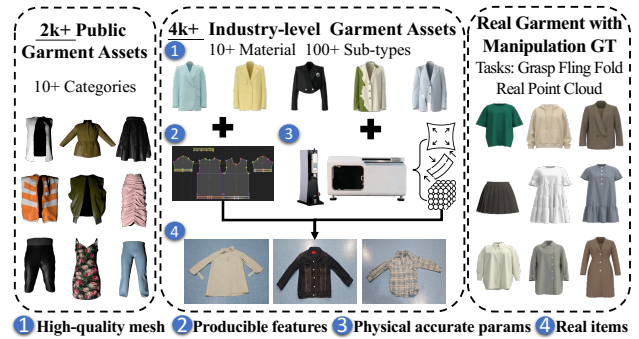 2k+ Public
Garment Assets
10+ Categories
4k+ Industry-level Garment Assets
1 10+ Material 100+ Sub-types
2
3
4
Real Garment with
Manipulation GT
Tasks: Grasp Fling Fold
Real Point Cloud
1 High-quality mesh 2 Producible features 3 Physical accurate params 4 Real items